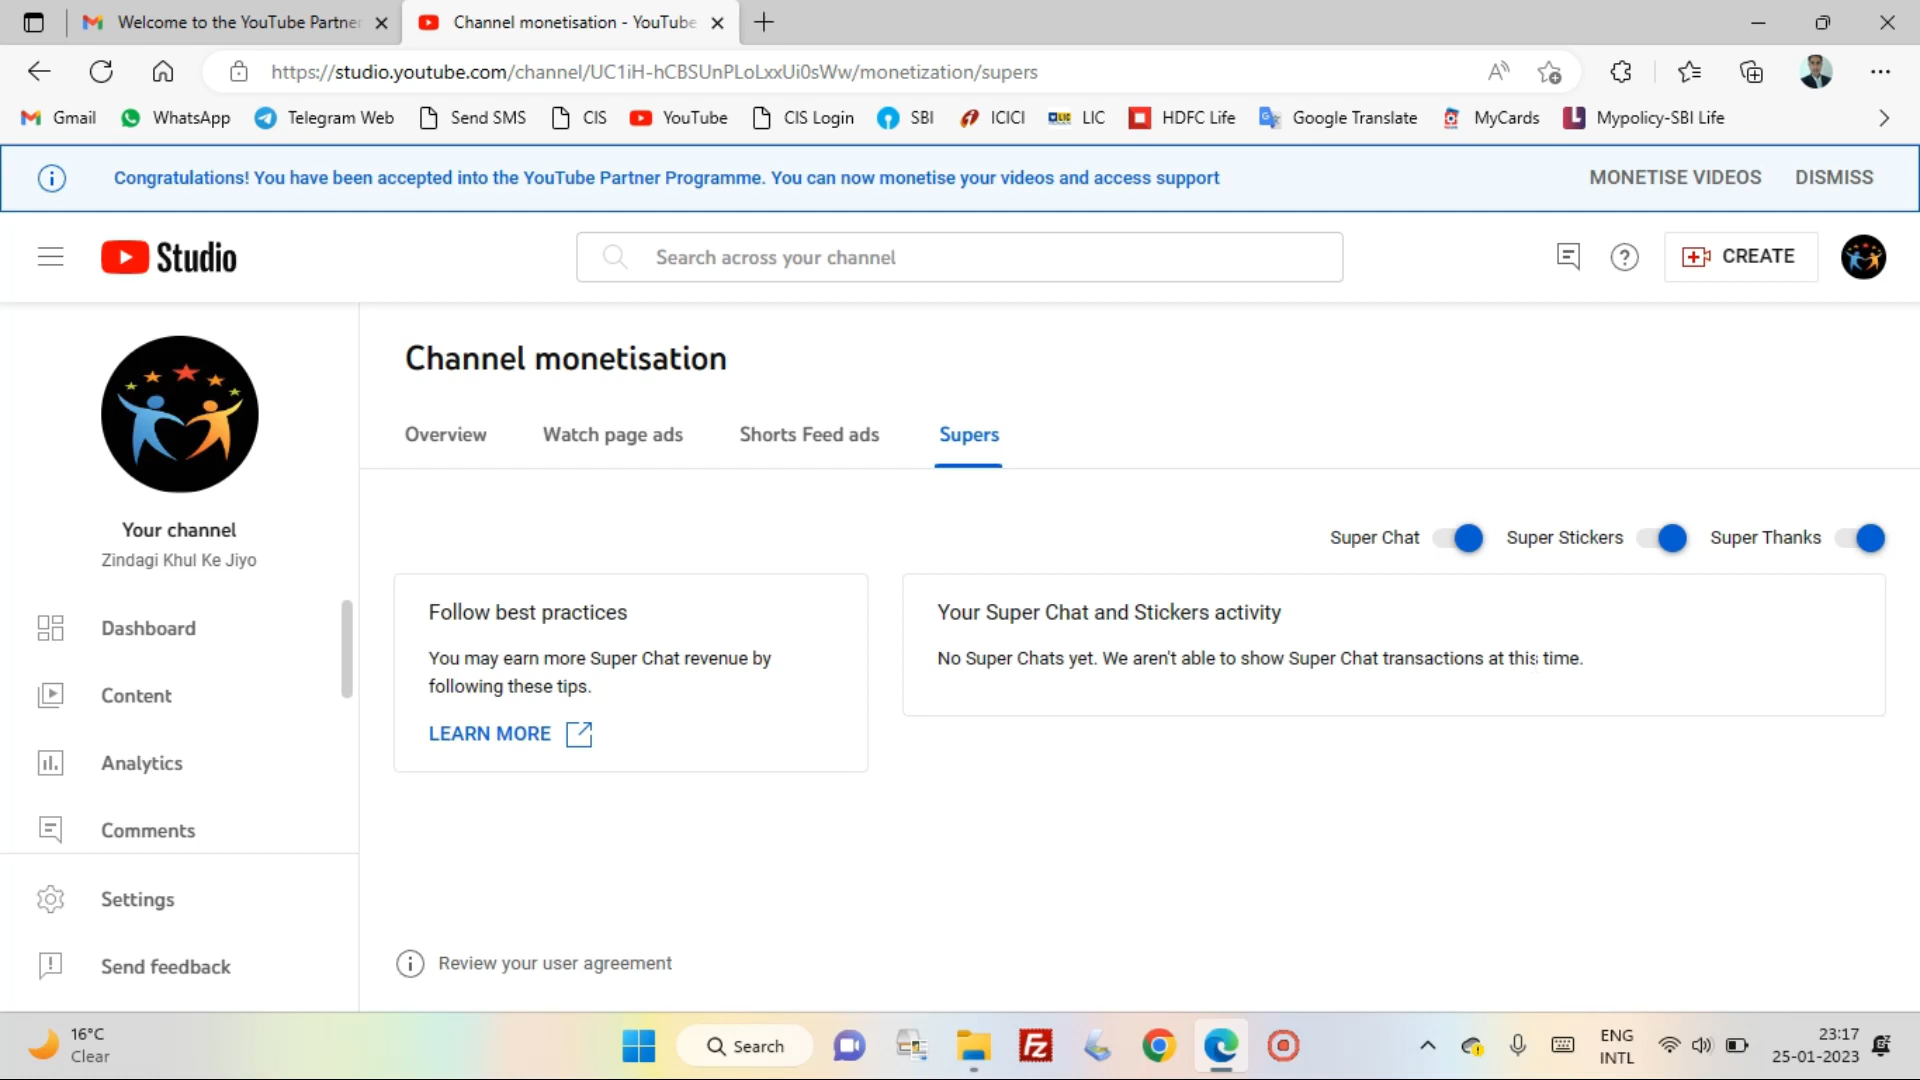 Welcome to the YouTube Partner
Channel monetisation - YouTube
https://studio.youtube.com/channel/UC1iH-hCBSUnPLoLxxUi0sWw/monetization/supers
Gmail WhatsApp Telegram Web Send SMS CIS YouTube CIS Login SBI ICICI LIC HDFC Life Google Translate MyCards Mypolicy-SBI Life
Congratulations! You have been accepted into the YouTube Partner Programme. You can now monetise your videos and access support MONETISE VIDEOS DISMISS
Studio
Search across your channel
CREATE
Your channel
Zindagi Khul Ke Jiyo
Dashboard
Content
Analytics
Comments
Settings
Send feedback
Channel monetisation
Overview Watch page ads Shorts Feed ads Supers
Super Chat Super Stickers Super Thanks
Follow best practices
You may earn more Super Chat revenue by
following these tips.
LEARN MORE
Your Super Chat and Stickers activity
No Super Chats yet. We aren't able to show Super Chat transactions at this time.
Review your user agreement
16°C
Clear
Search
ENG
INTL
23:17
25-01-2023